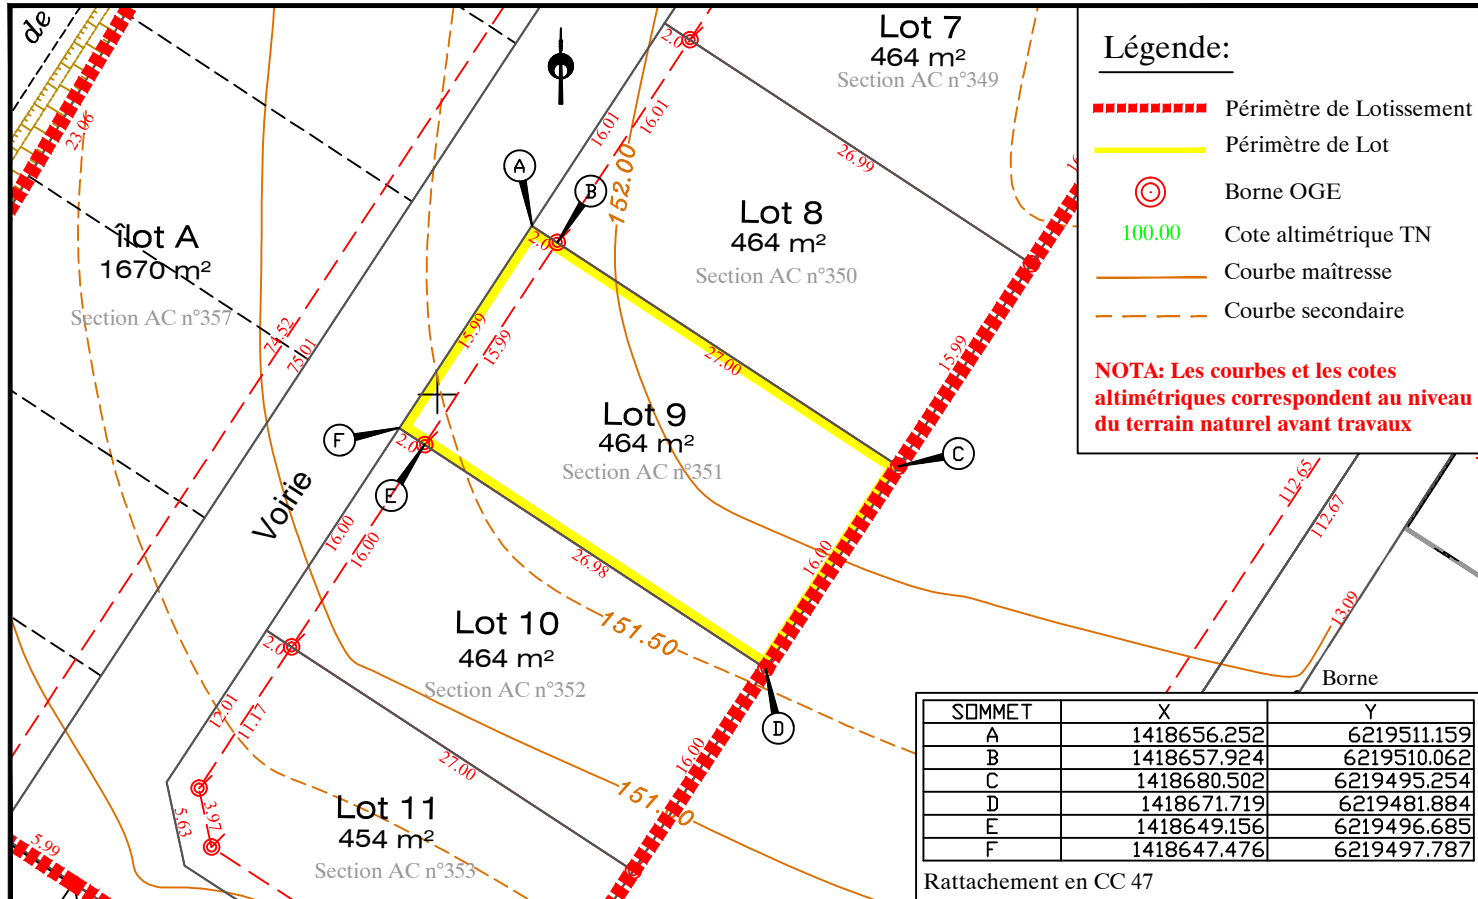 de
23.06
îlot A
1670 m²
Section AC n°357
74.52
75.01
Voirie
2.0
16.01
16.01
152.00
Lot 7
464 m²
Section AC n°349
26.99
A
B
2.0
Lot 8
464 m²
Section AC n°350
15.99
15.99
15.99
27.00
Lot 9
464 m²
Section AC n°351
F
2.0
E
C
16.00
16.00
16.00
26.98
151.50
Lot 10
464 m²
Section AC n°352
D
2.0
12.01
11.17
27.00
16.00
Lot 11
454 m²
Section AC n°353
5.63
3.97
5.99
112.65
112.67
13.09
Borne
Légende:
Périmètre de Lotissement
Périmètre de Lot
Borne OGE
100.00 Cote altimétrique TN
Courbe maîtresse
Courbe secondaire
NOTA: Les courbes et les cotes
altimétriques correspondent au niveau
du terrain naturel avant travaux
SOMMET X Y
A 1418656.252 6219511.159
B 1418657.924 6219510.062
C 1418680.502 6219495.254
D 1418671.719 6219481.884
E 1418649.156 6219496.685
F 1418647.476 6219497.787
Rattachement en CC 47